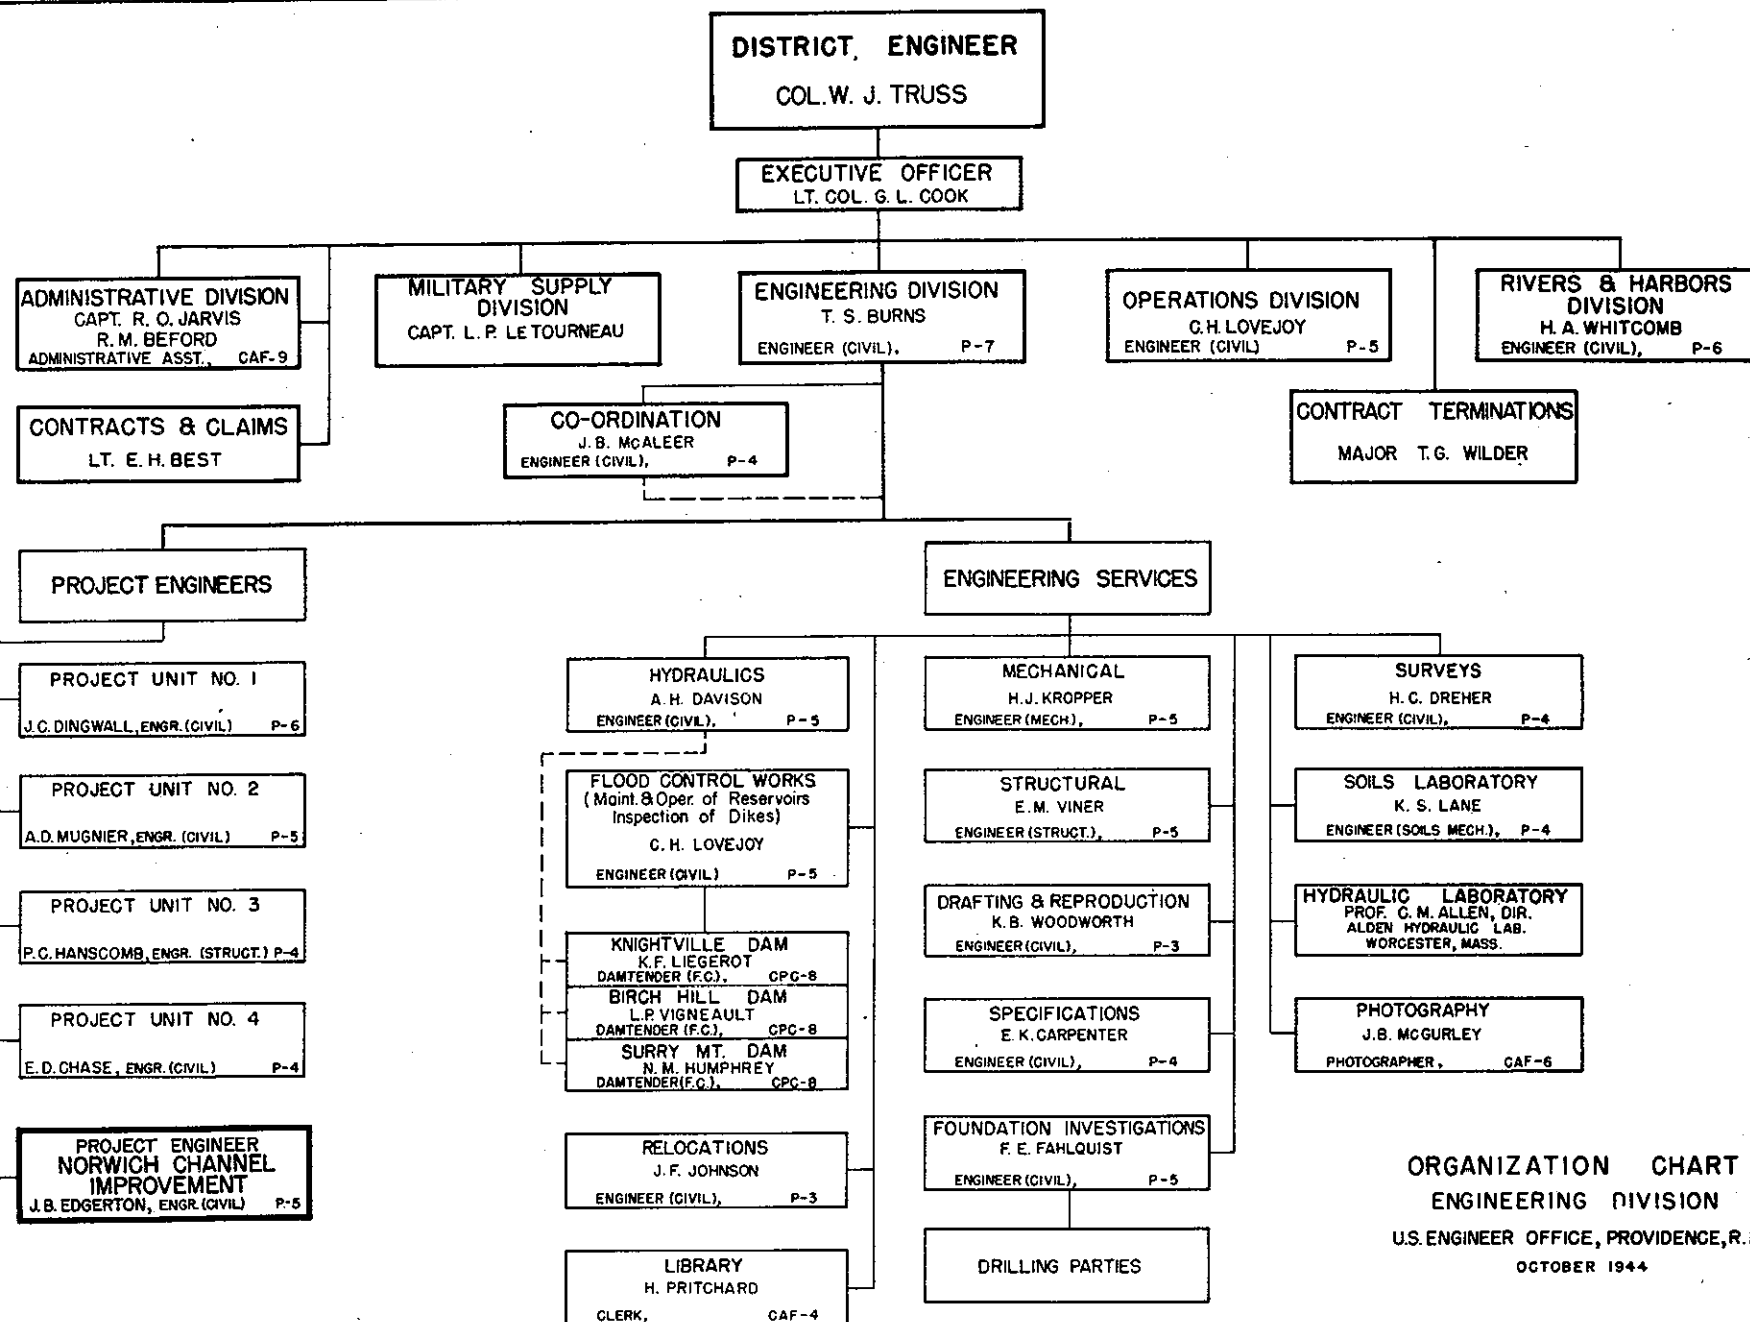 DISTRICT, ENGINEER
COL. W. J. TRUSS
EXECUTIVE OFFICER
LT. COL. G. L. COOK
ADMINISTRATIVE DIVISION
CAPT. R. O. JARVIS
R. M. BEFORD
ADMINISTRATIVE ASST., CAF-9
MILITARY SUPPLY
DIVISION
CAPT. L. P. LE TOURNEAU
ENGINEERING DIVISION
T. S. BURNS
ENGINEER (CIVIL), P-7
OPERATIONS DIVISION
C. H. LOVEJOY
ENGINEER (CIVIL) P-5
RIVERS & HARBORS
DIVISION
H. A. WHITCOMB
ENGINEER (CIVIL), P-6
CONTRACTS & CLAIMS
LT. E. H. BEST
CO-ORDINATION
J. B. McALEER
ENGINEER (CIVIL), P-4
CONTRACT TERMINATIONS
MAJOR T. G. WILDER
PROJECT ENGINEERS
ENGINEERING SERVICES
PROJECT UNIT NO. 1
J. C. DINGWALL, ENGR. (CIVIL) P-6
PROJECT UNIT NO. 2
A. D. MUGNIER, ENGR. (CIVIL) P-5
PROJECT UNIT NO. 3
P. C. HANSCOMB, ENGR. (STRUCT.) P-4
PROJECT UNIT NO. 4
E. D. CHASE, ENGR. (CIVIL) P-4
PROJECT ENGINEER
NORWICH CHANNEL
IMPROVEMENT
J. B. EDGERTON, ENGR. (CIVIL) P-5
HYDRAULICS
A. H. DAVISON
ENGINEER (CIVIL), P-5
FLOOD CONTROL WORKS
(Maint. & Oper. of Reservoirs
Inspection of Dikes)
C. H. LOVEJOY
ENGINEER (CIVIL) P-5
KNIGHTVILLE DAM
K. F. LIEGEROT
DAMTENDER (F.C.), CPC-8
BIRCH HILL DAM
L. P. VIGNEAULT
DAMTENDER (F.C.), CPC-8
SURRY MT. DAM
N. M. HUMPHREY
DAMTENDER (F.C.), CPC-8
RELOCATIONS
J. F. JOHNSON
ENGINEER (CIVIL), P-3
LIBRARY
H. PRITCHARD
CLERK, CAF-4
MECHANICAL
H. J. KROPPER
ENGINEER (MECH.), P-5
STRUCTURAL
E. M. VINER
ENGINEER (STRUCT.), P-5
DRAFTING & REPRODUCTION
K. B. WOODWORTH
ENGINEER (CIVIL), P-3
SPECIFICATIONS
E. K. CARPENTER
ENGINEER (CIVIL), P-4
FOUNDATION INVESTIGATIONS
F. E. FAHLQUIST
ENGINEER (CIVIL), P-5
DRILLING PARTIES
SURVEYS
H. C. DREHER
ENGINEER (CIVIL), P-4
SOILS LABORATORY
K. S. LANE
ENGINEER (SOILS MECH.), P-4
HYDRAULIC LABORATORY
PROF. C. M. ALLEN, DIR.
ALDEN HYDRAULIC LAB.
WORCESTER, MASS.
PHOTOGRAPHY
J. B. McGURLEY
PHOTOGRAPHER, CAF-6
ORGANIZATION CHART
ENGINEERING DIVISION
U.S. ENGINEER OFFICE, PROVIDENCE, R.
OCTOBER 1944